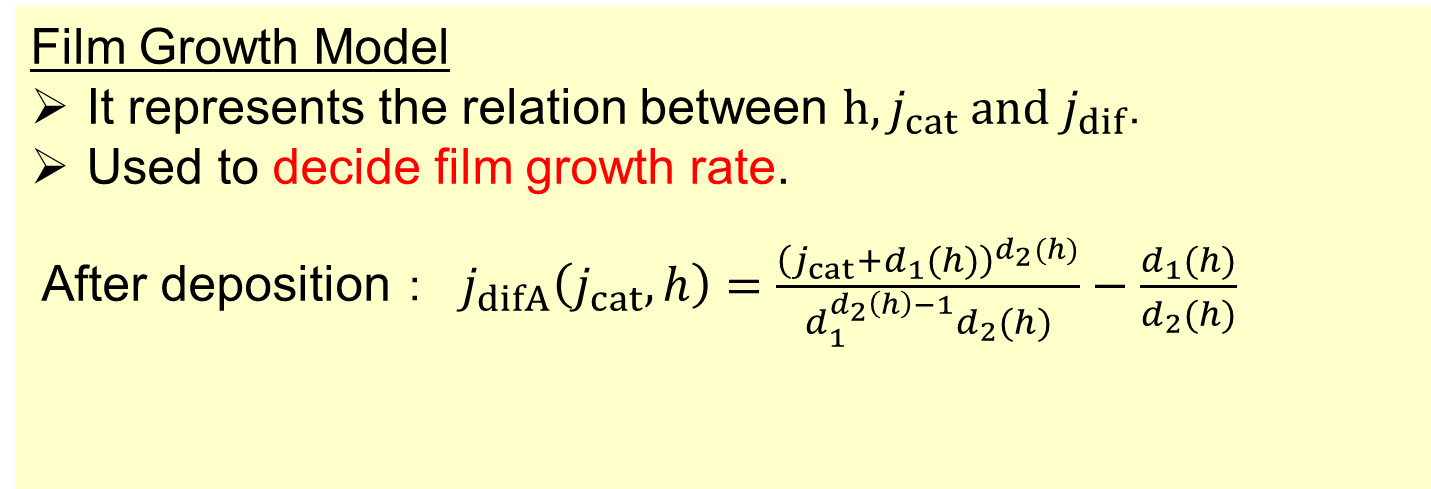 Film Growth Model
➢ It represents the relation between h, j_cat and j_dif.
➢ Used to decide film growth rate.
After deposition : j_difA(j_cat, h) = (j_cat+d_1(h))^{d_2(h)} / (d_1^{d_2(h)−1} d_2(h)) − d_1(h)/d_2(h)